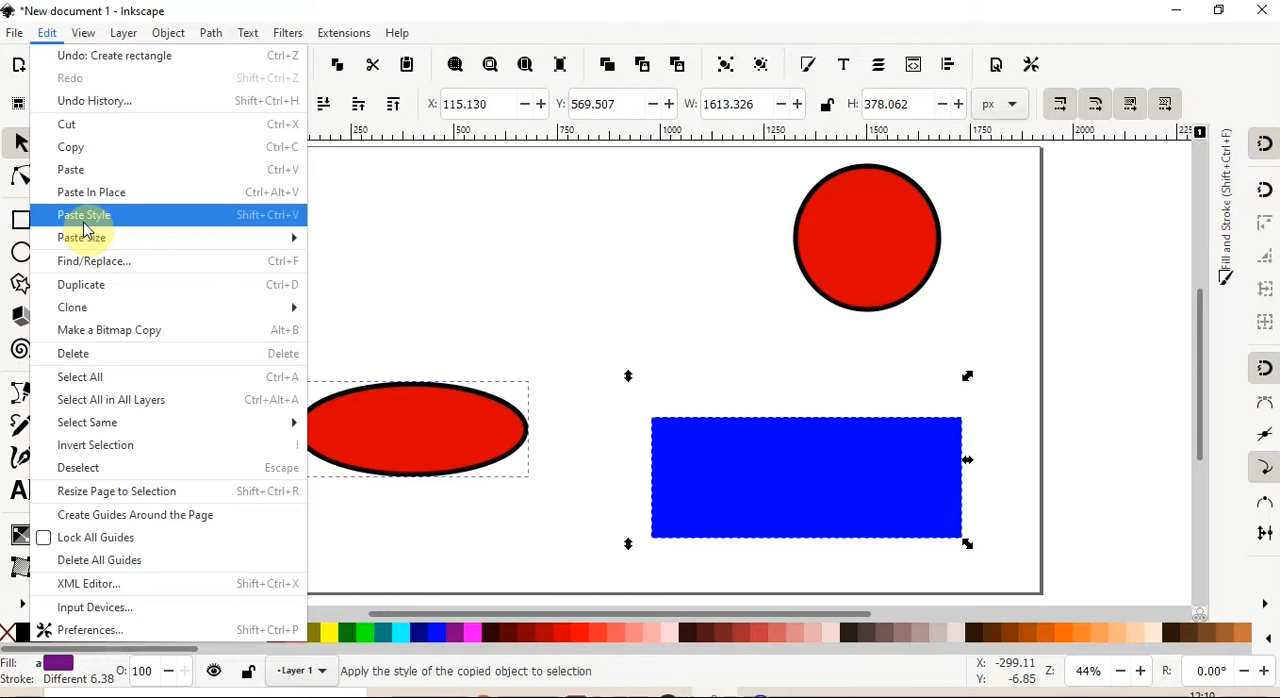 *New document 1 - Inkscape
File Edit View Layer Object Path Text Filters Extensions Help
X: 115.130 Y: 569.507 W: 1613.326 H: 378.062 px
Undo: Create rectangle Ctrl+Z
Redo Shift+Ctrl+Z
Undo History... Shift+Ctrl+H
Cut Ctrl+X
Copy Ctrl+C
Paste Ctrl+V
Paste In Place Ctrl+Alt+V
Paste Style Shift+Ctrl+V
Paste Size
Find/Replace... Ctrl+F
Duplicate Ctrl+D
Clone
Make a Bitmap Copy Alt+B
Delete Delete
Select All Ctrl+A
Select All in All Layers Ctrl+Alt+A
Select Same
Invert Selection !
Deselect Escape
Resize Page to Selection Shift+Ctrl+R
Create Guides Around the Page
Lock All Guides
Delete All Guides
XML Editor... Shift+Ctrl+X
Input Devices...
Preferences... Shift+Ctrl+P
250 500 750 1000 1250 1500 1750 2000 225
1
Fill and Stroke (Shift+Ctrl+F)
Fill: a
Stroke: Different 6.38
O: 100
Layer 1
Apply the style of the copied object to selection
X: -299.11
Y: -6.85
Z: 44%
R: 0.00°